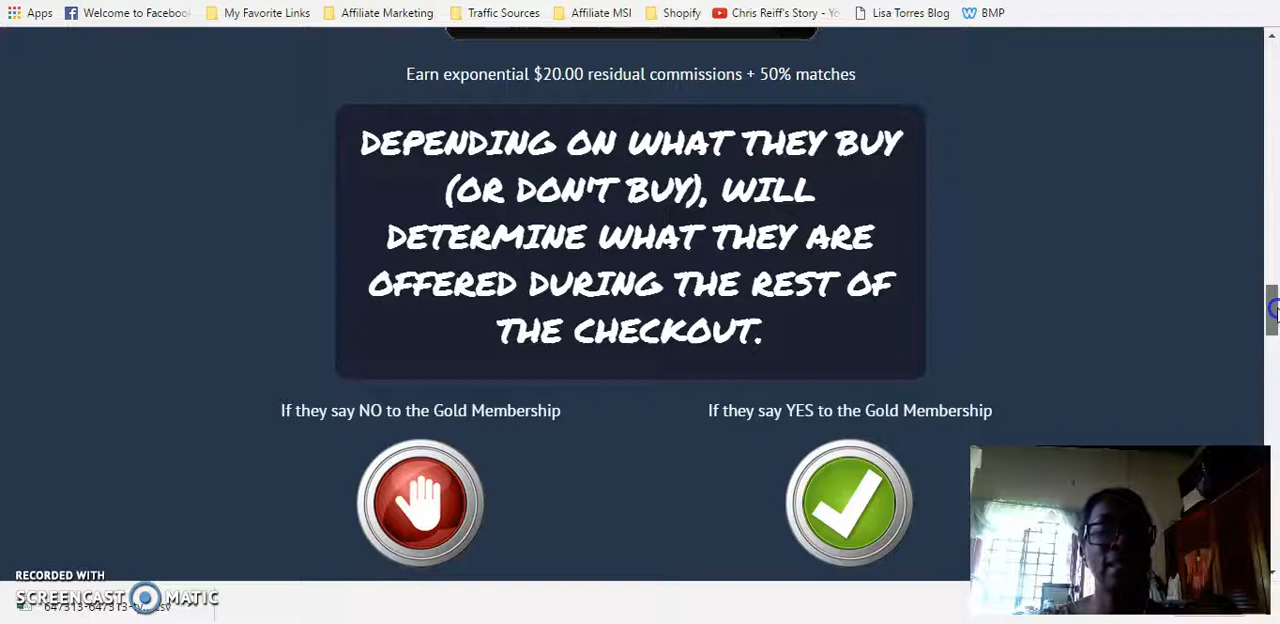 Apps Welcome to Facebo My Favorite Links Affiliate Marketing Traffic Sources Affiliate MSI Shopify Chris Reiff's Story - Yo Lisa Torres Blog BMP
Earn exponential $20.00 residual commissions + 50% matches
DEPENDING ON WHAT THEY BUY
(OR DON'T BUY), WILL
DETERMINE WHAT THEY ARE
OFFERED DURING THE REST OF
THE CHECKOUT.
If they say NO to the Gold Membership
If they say YES to the Gold Membership
RECORDED WITH
SCREENCAST MATIC